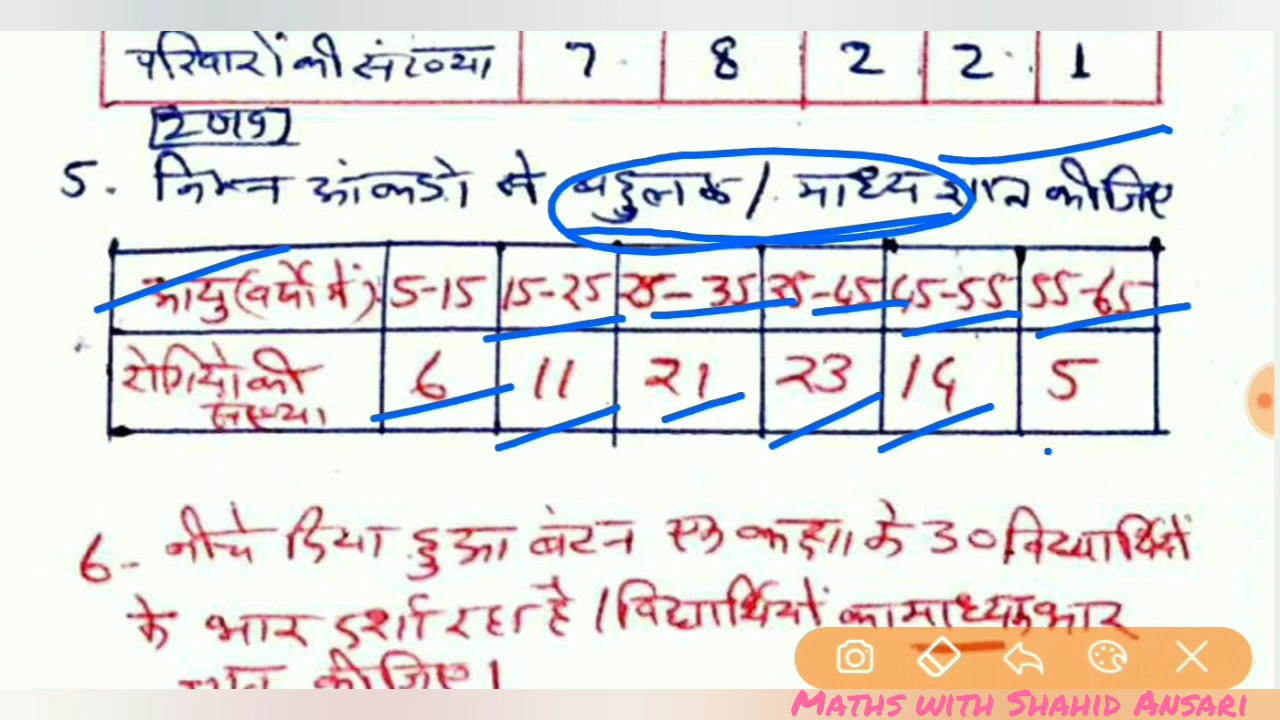 परिवारों की संख्या 7 8 2 2 1
5. निम्न आंकडो से बहुलक / माध्य ज्ञात कीजिए
आयु (वर्षो में) 5-15 15-25 25-35 35-45 45-55 55-65
रोगियो की संख्या 6 11 21 23 14 5
6- नीचे दिया हुआ बंटन एक कक्षा के 30 विद्यार्थियों
के भार दर्शा रहा है / विद्यार्थियों का माध्यक भार
ज्ञात कीजिए।
MATHS WITH SHAHID ANSARI